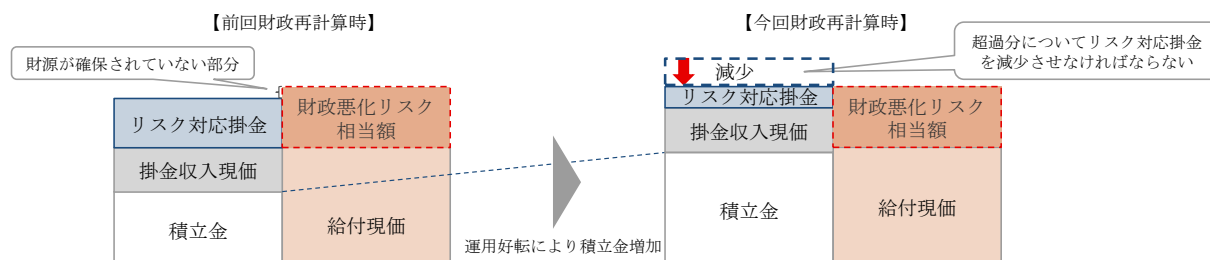 【前回財政再計算時】
財源が確保されていない部分
リスク対応掛金
財政悪化リスク
相当額
掛金収入現価
積立金
給付現価
運用好転により積立金増加
【今回財政再計算時】
超過分についてリスク対応掛金
を減少させなければならない
減少
リスク対応掛金
財政悪化リスク
相当額
掛金収入現価
積立金
給付現価